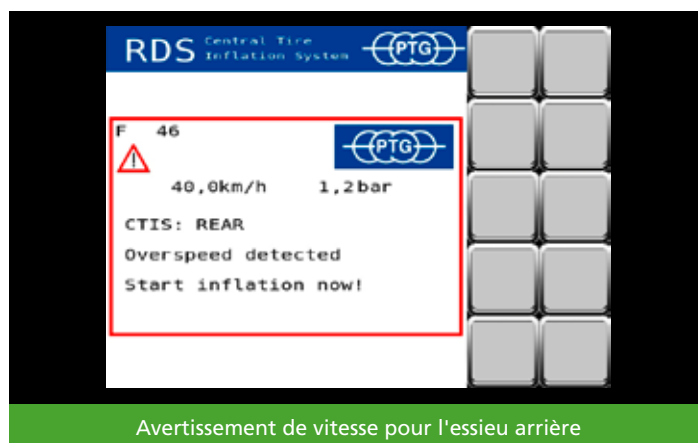 RDS Central Tire Inflation System PTG
F 46
PTG
40,0km/h 1,2bar
CTIS: REAR
Overspeed detected
Start inflation now!
Avertissement de vitesse pour l'essieu arrière